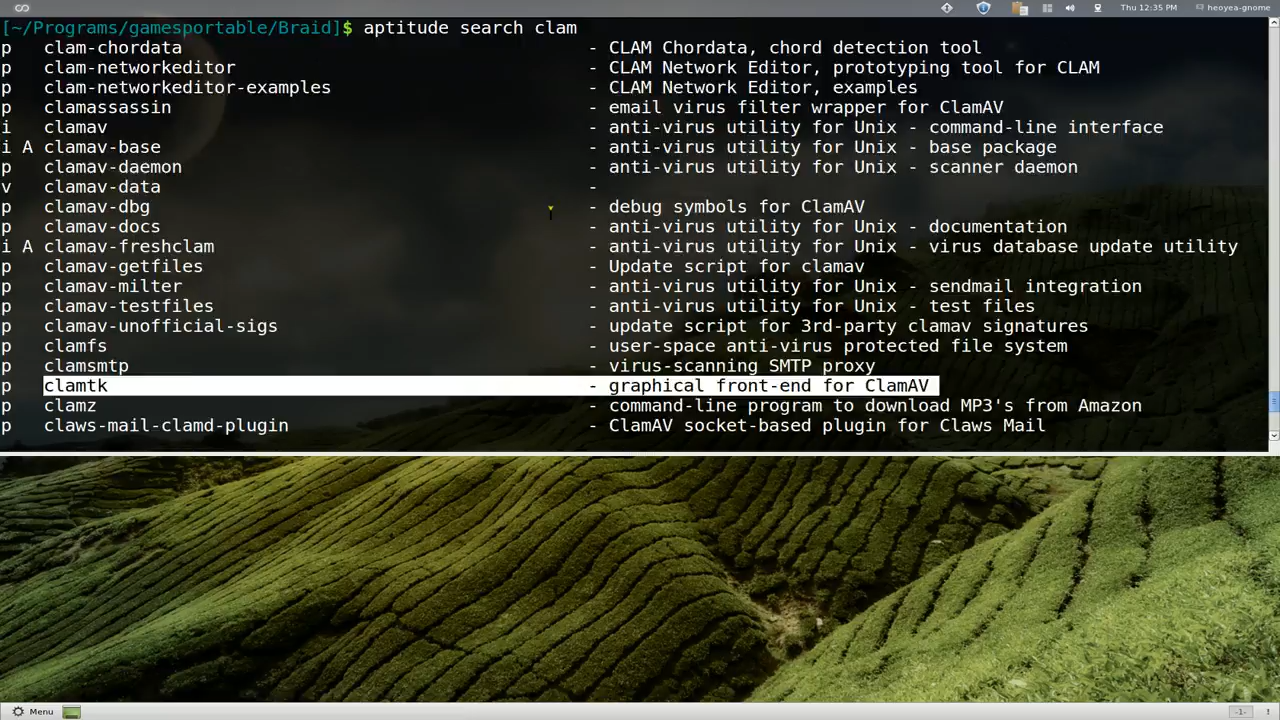 Thu 12:35 PM heoyea-gnome
[~/Programs/gamesportable/Braid]$ aptitude search clam
p clam-chordata - CLAM Chordata, chord detection tool
p clam-networkeditor - CLAM Network Editor, prototyping tool for CLAM
p clam-networkeditor-examples - CLAM Network Editor, examples
p clamassassin - email virus filter wrapper for ClamAV
i clamav - anti-virus utility for Unix - command-line interface
i A clamav-base - anti-virus utility for Unix - base package
p clamav-daemon - anti-virus utility for Unix - scanner daemon
v clamav-data -
p clamav-dbg - debug symbols for ClamAV
p clamav-docs - anti-virus utility for Unix - documentation
i A clamav-freshclam - anti-virus utility for Unix - virus database update utility
p clamav-getfiles - Update script for clamav
p clamav-milter - anti-virus utility for Unix - sendmail integration
p clamav-testfiles - anti-virus utility for Unix - test files
p clamav-unofficial-sigs - update script for 3rd-party clamav signatures
p clamfs - user-space anti-virus protected file system
p clamsmtp - virus-scanning SMTP proxy
p clamtk - graphical front-end for ClamAV
p clamz - command-line program to download MP3's from Amazon
p claws-mail-clamd-plugin - ClamAV socket-based plugin for Claws Mail
Menu -1-